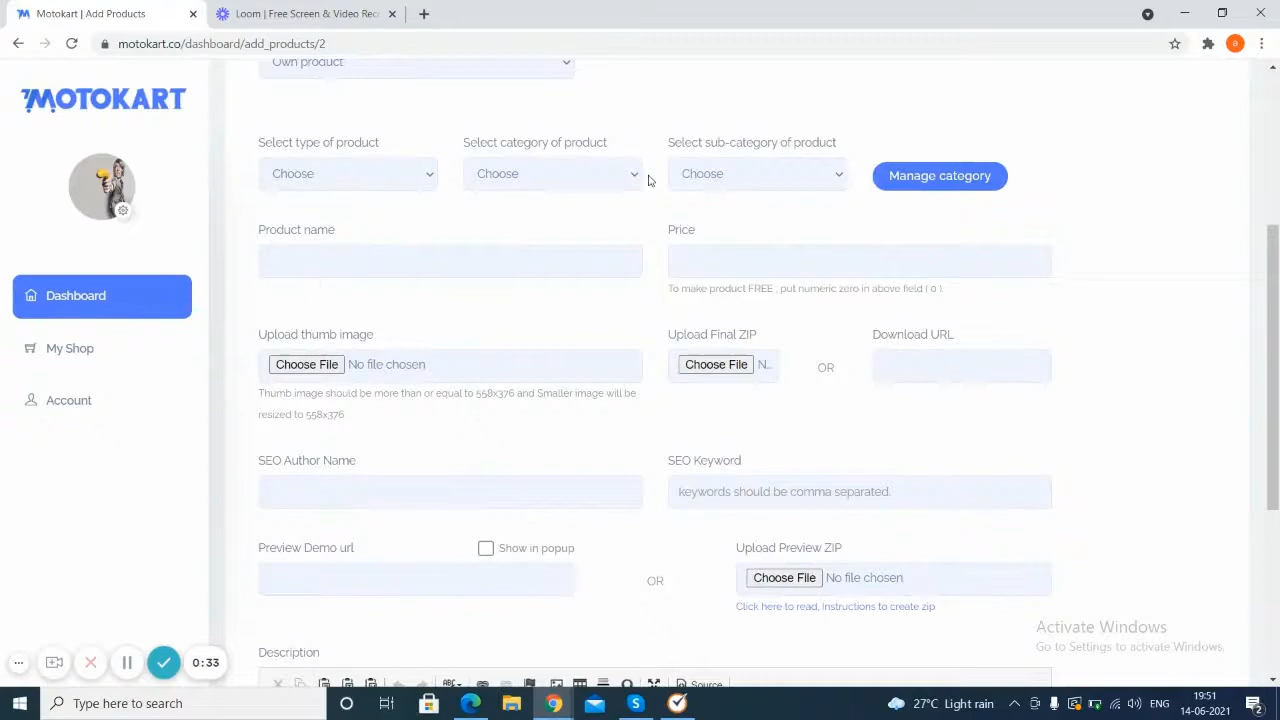 Motokart | Add Products
Loom | Free Screen & Video Rec
motokart.co/dashboard/add_products/2
a
MOTOKART
Own product
Select type of product
Select category of product
Select sub-category of product
Choose
Choose
Choose
Manage category
Dashboard
My Shop
Account
Product name
Price
To make product FREE , put numeric zero in above field ( 0 ).
Upload thumb image
Upload Final ZIP
Download URL
Choose File No file chosen
Choose File N...
OR
Thumb image should be more than or equal to 558x376 and Smaller image will be
resized to 558x376
SEO Author Name
SEO Keyword
keywords should be comma separated.
Preview Demo url
Show in popup
Upload Preview ZIP
OR
Choose File No file chosen
Click here to read, Instructions to create zip
Activate Windows
Go to Settings to activate Windows.
Description
Source
0:33
Type here to search
27°C Light rain
ENG
19:51
14-06-2021
2